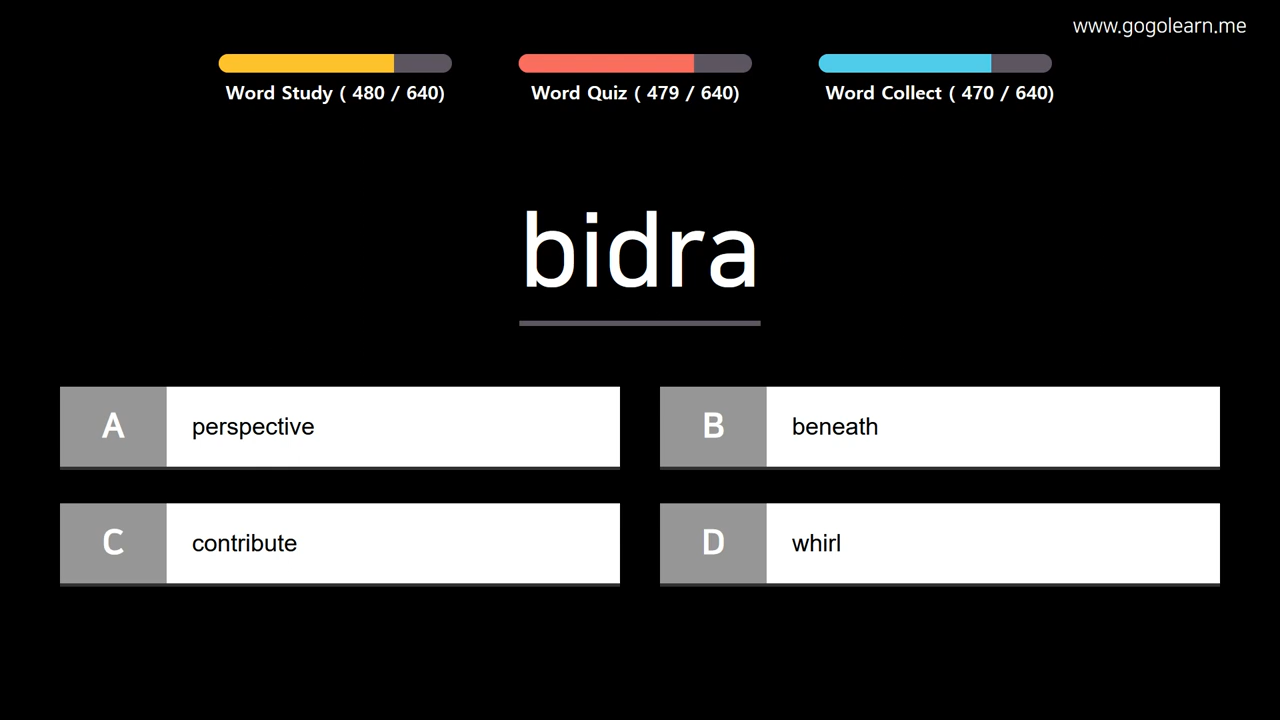 www.gogolearn.me
Word Study ( 480 / 640)
Word Quiz ( 479 / 640)
Word Collect ( 470 / 640)
bidra
A perspective
B beneath
C contribute
D whirl